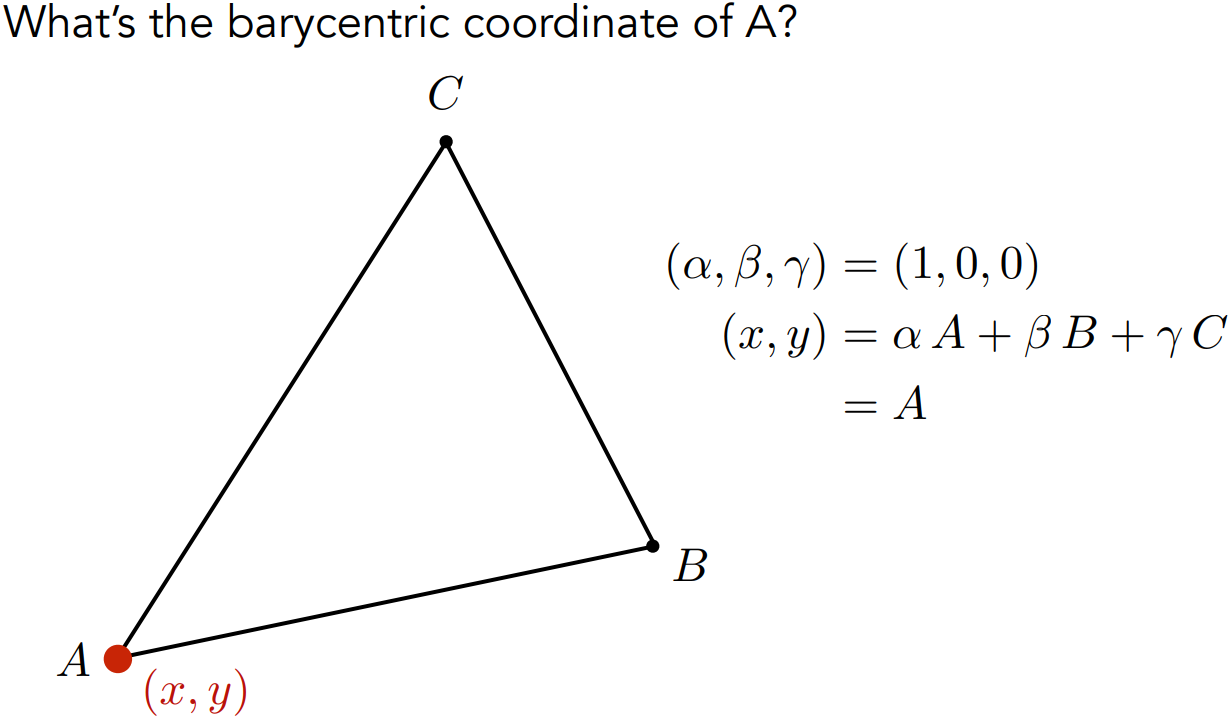 What's the barycentric coordinate of A?
C
(α, β, γ) = (1, 0, 0)
(x, y) = α A + β B + γ C
= A
B
A
(x, y)